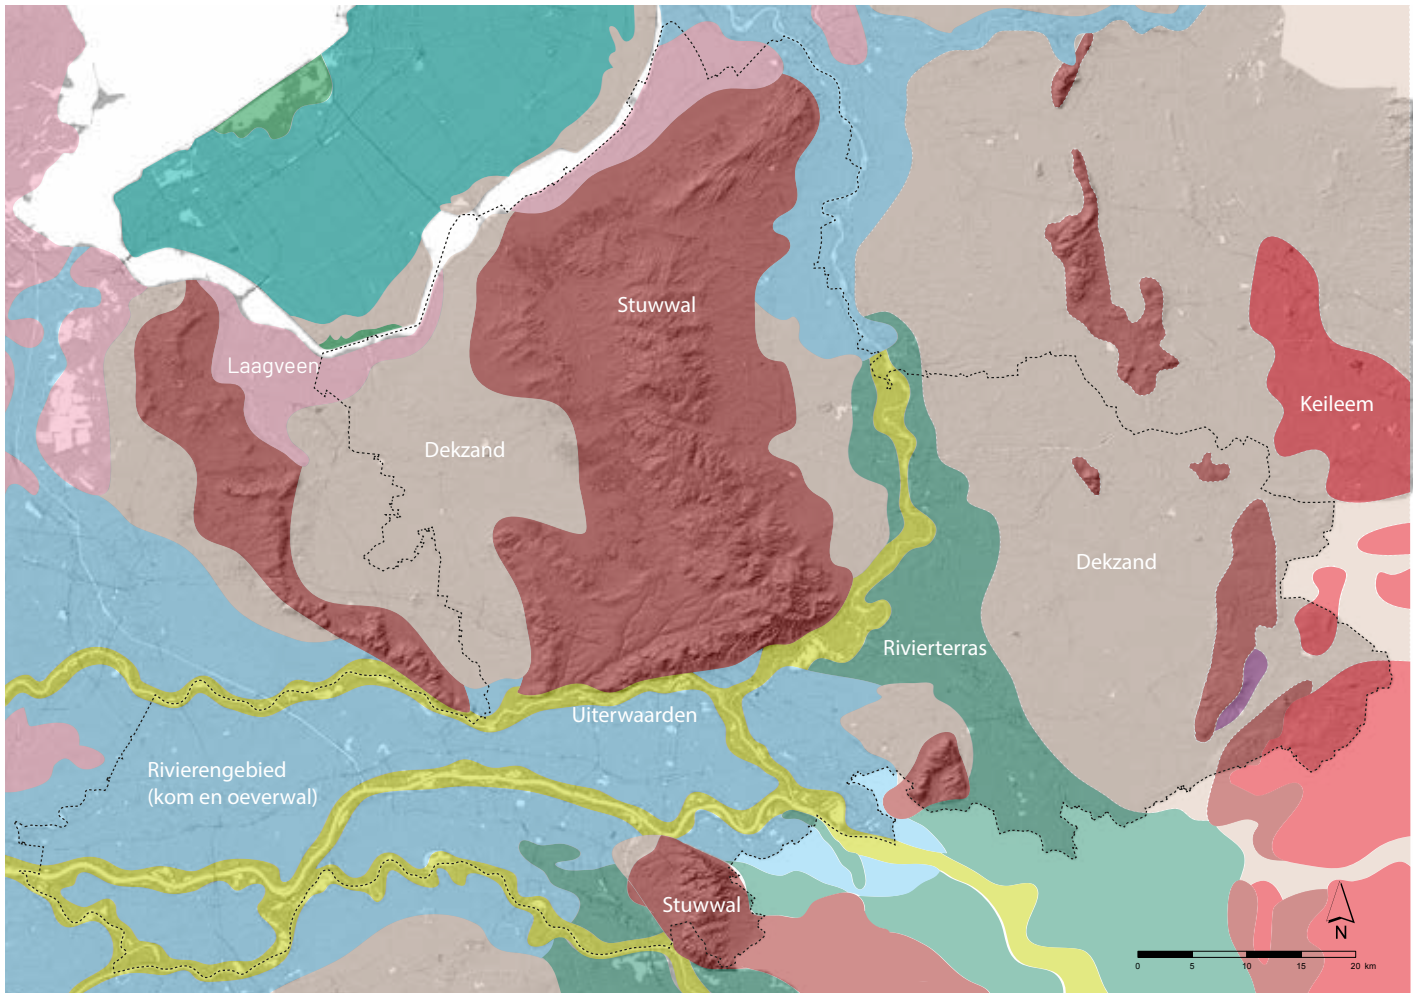 Stuwwal
Laagveen
Keileem
Dekzand
Dekzand
Rivierterras
Uiterwaarden
Rivierengebied
(kom en oeverwal)
Stuwwal
N
0 5 10 15 20 km